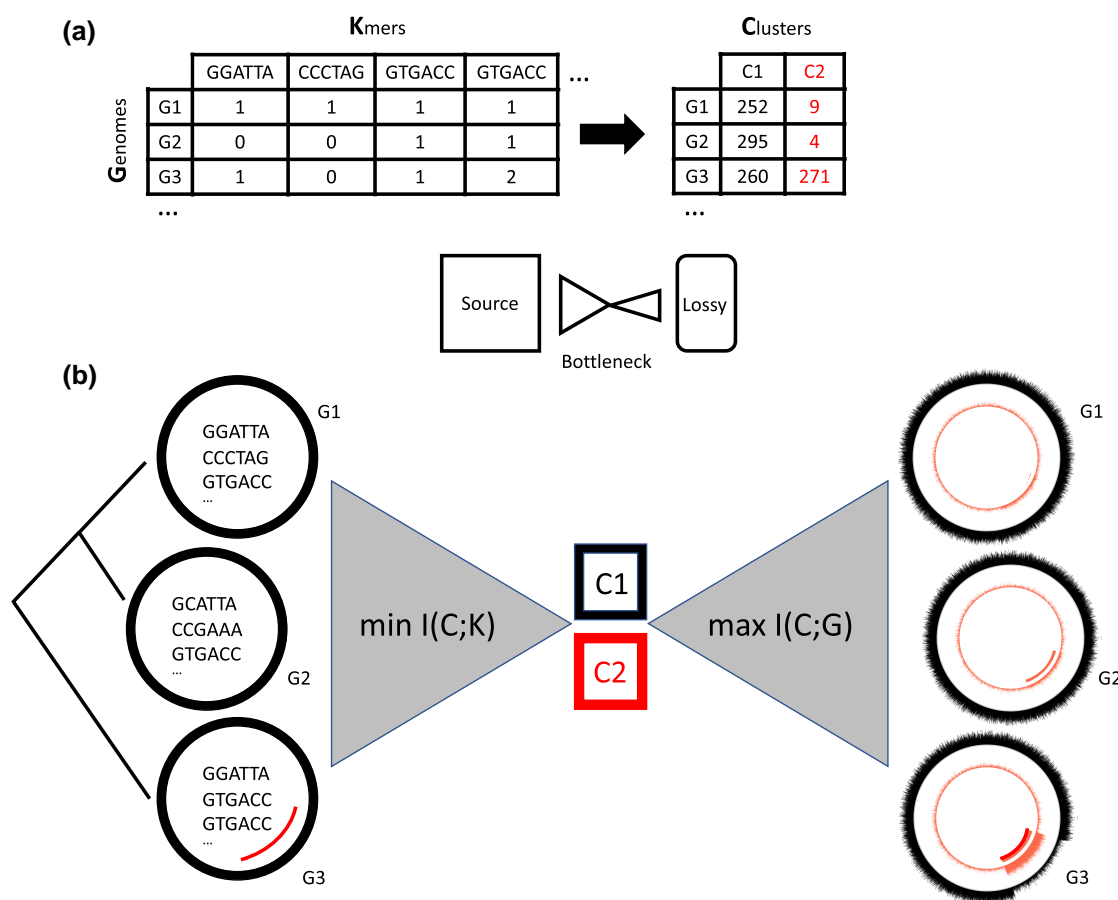 (a)
Kmers
Clusters
GGATTA CCCTAG GTGACC GTGACC ...
C1 C2
Genomes
G1 1 1 1 1
G2 0 0 1 1
G3 1 0 1 2
...
G1 252 9
G2 295 4
G3 260 271
...
Source
Bottleneck
Lossy
(b)
G1
GGATTA
CCCTAG
GTGACC
...
G2
GCATTA
CCGAAA
GTGACC
...
G3
GGATTA
GTGACC
GTGACC
...
min I(C;K)
C1
C2
max I(C;G)
G1
G2
G3